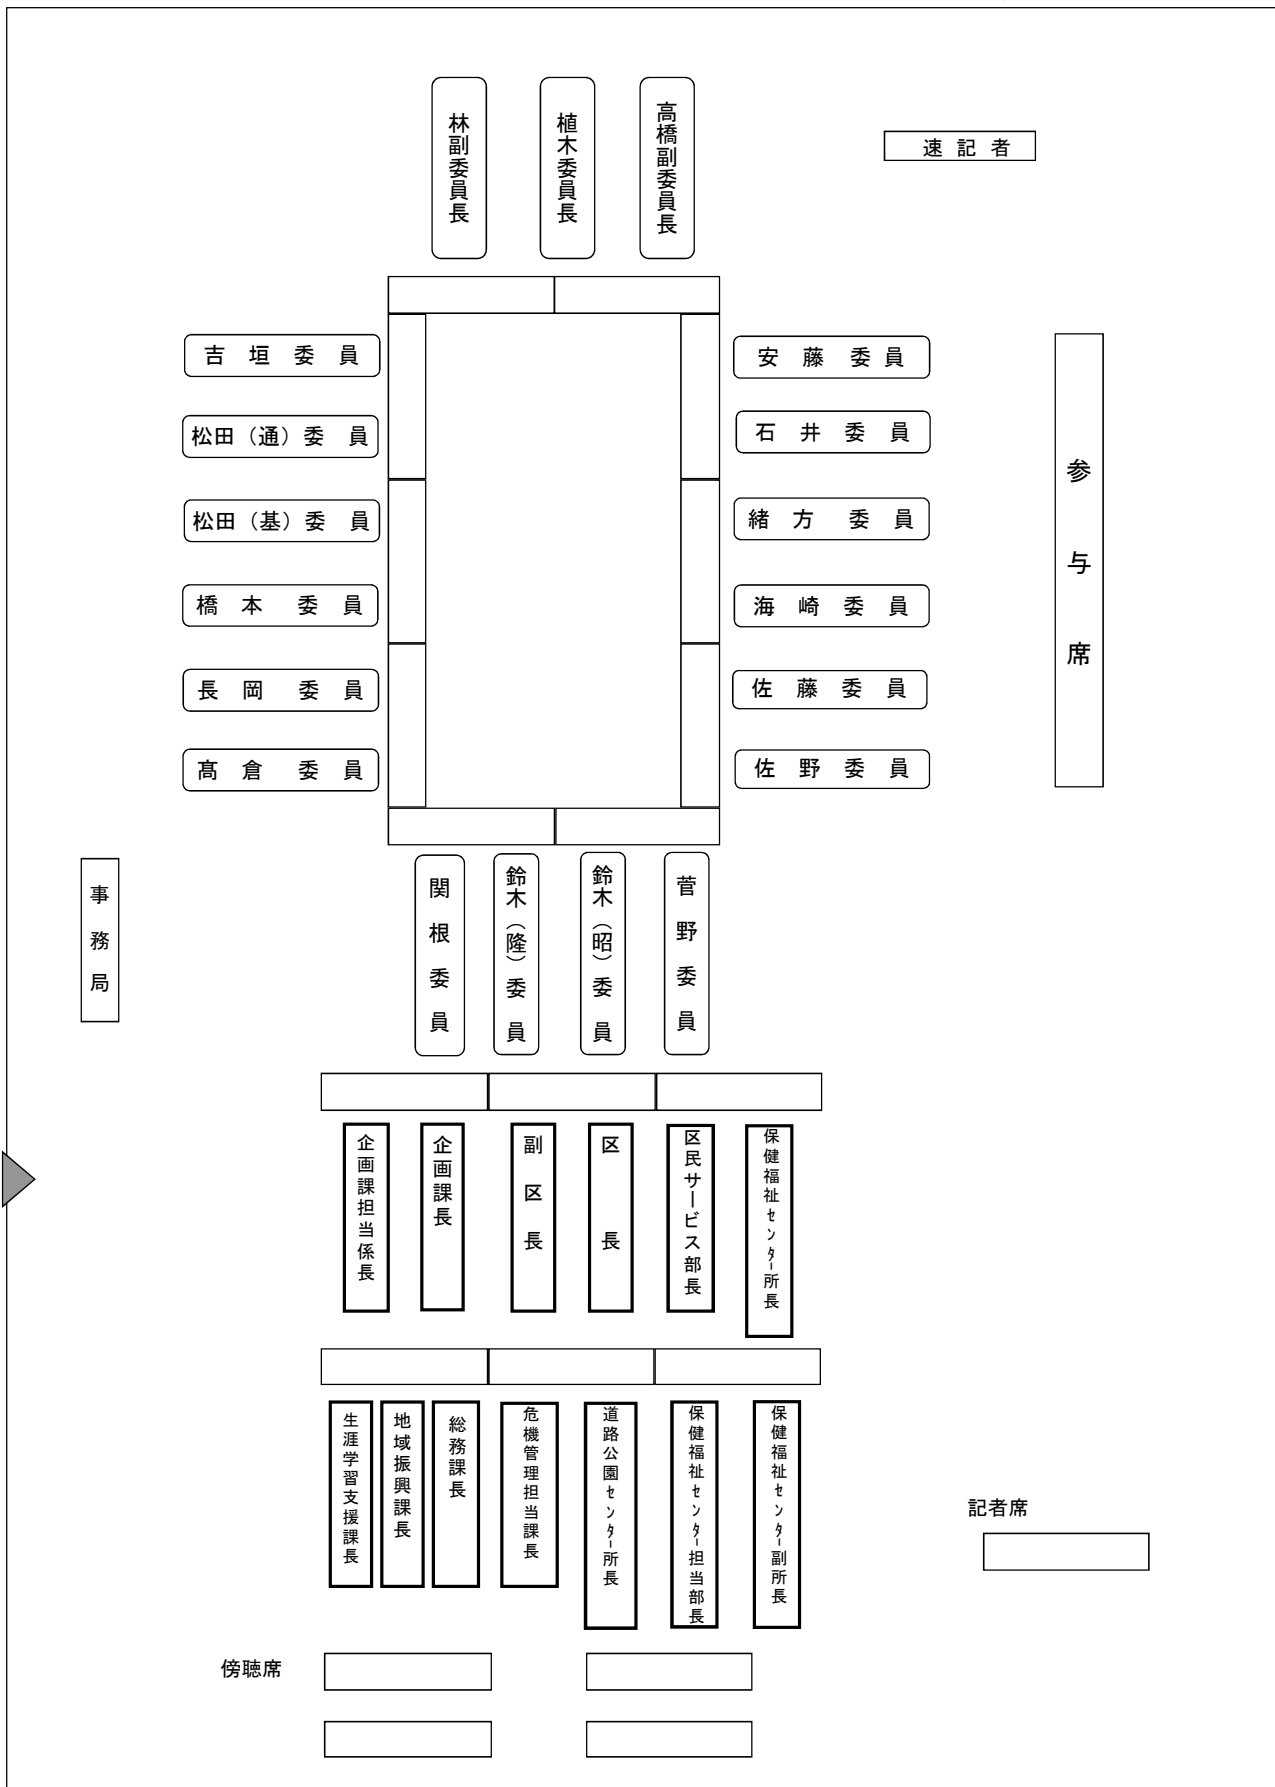 林副委員長
植木委員長
高橋副委員長
速記者
吉垣委員
安藤委員
松田（通）委員
石井委員
松田（基）委員
緒方委員
橋本委員
海崎委員
長岡委員
佐藤委員
髙倉委員
佐野委員
参与席
事務局
関根委員
鈴木（隆）委員
鈴木（昭）委員
菅野委員
企画課担当係長
企画課長
副区長
区長
区民サービス部長
保健福祉ｾﾝﾀｰ所長
生涯学習支援課長
地域振興課長
総務課長
危機管理担当課長
道路公園ｾﾝﾀｰ所長
保健福祉ｾﾝﾀｰ担当部長
保健福祉ｾﾝﾀｰ副所長
記者席
傍聴席